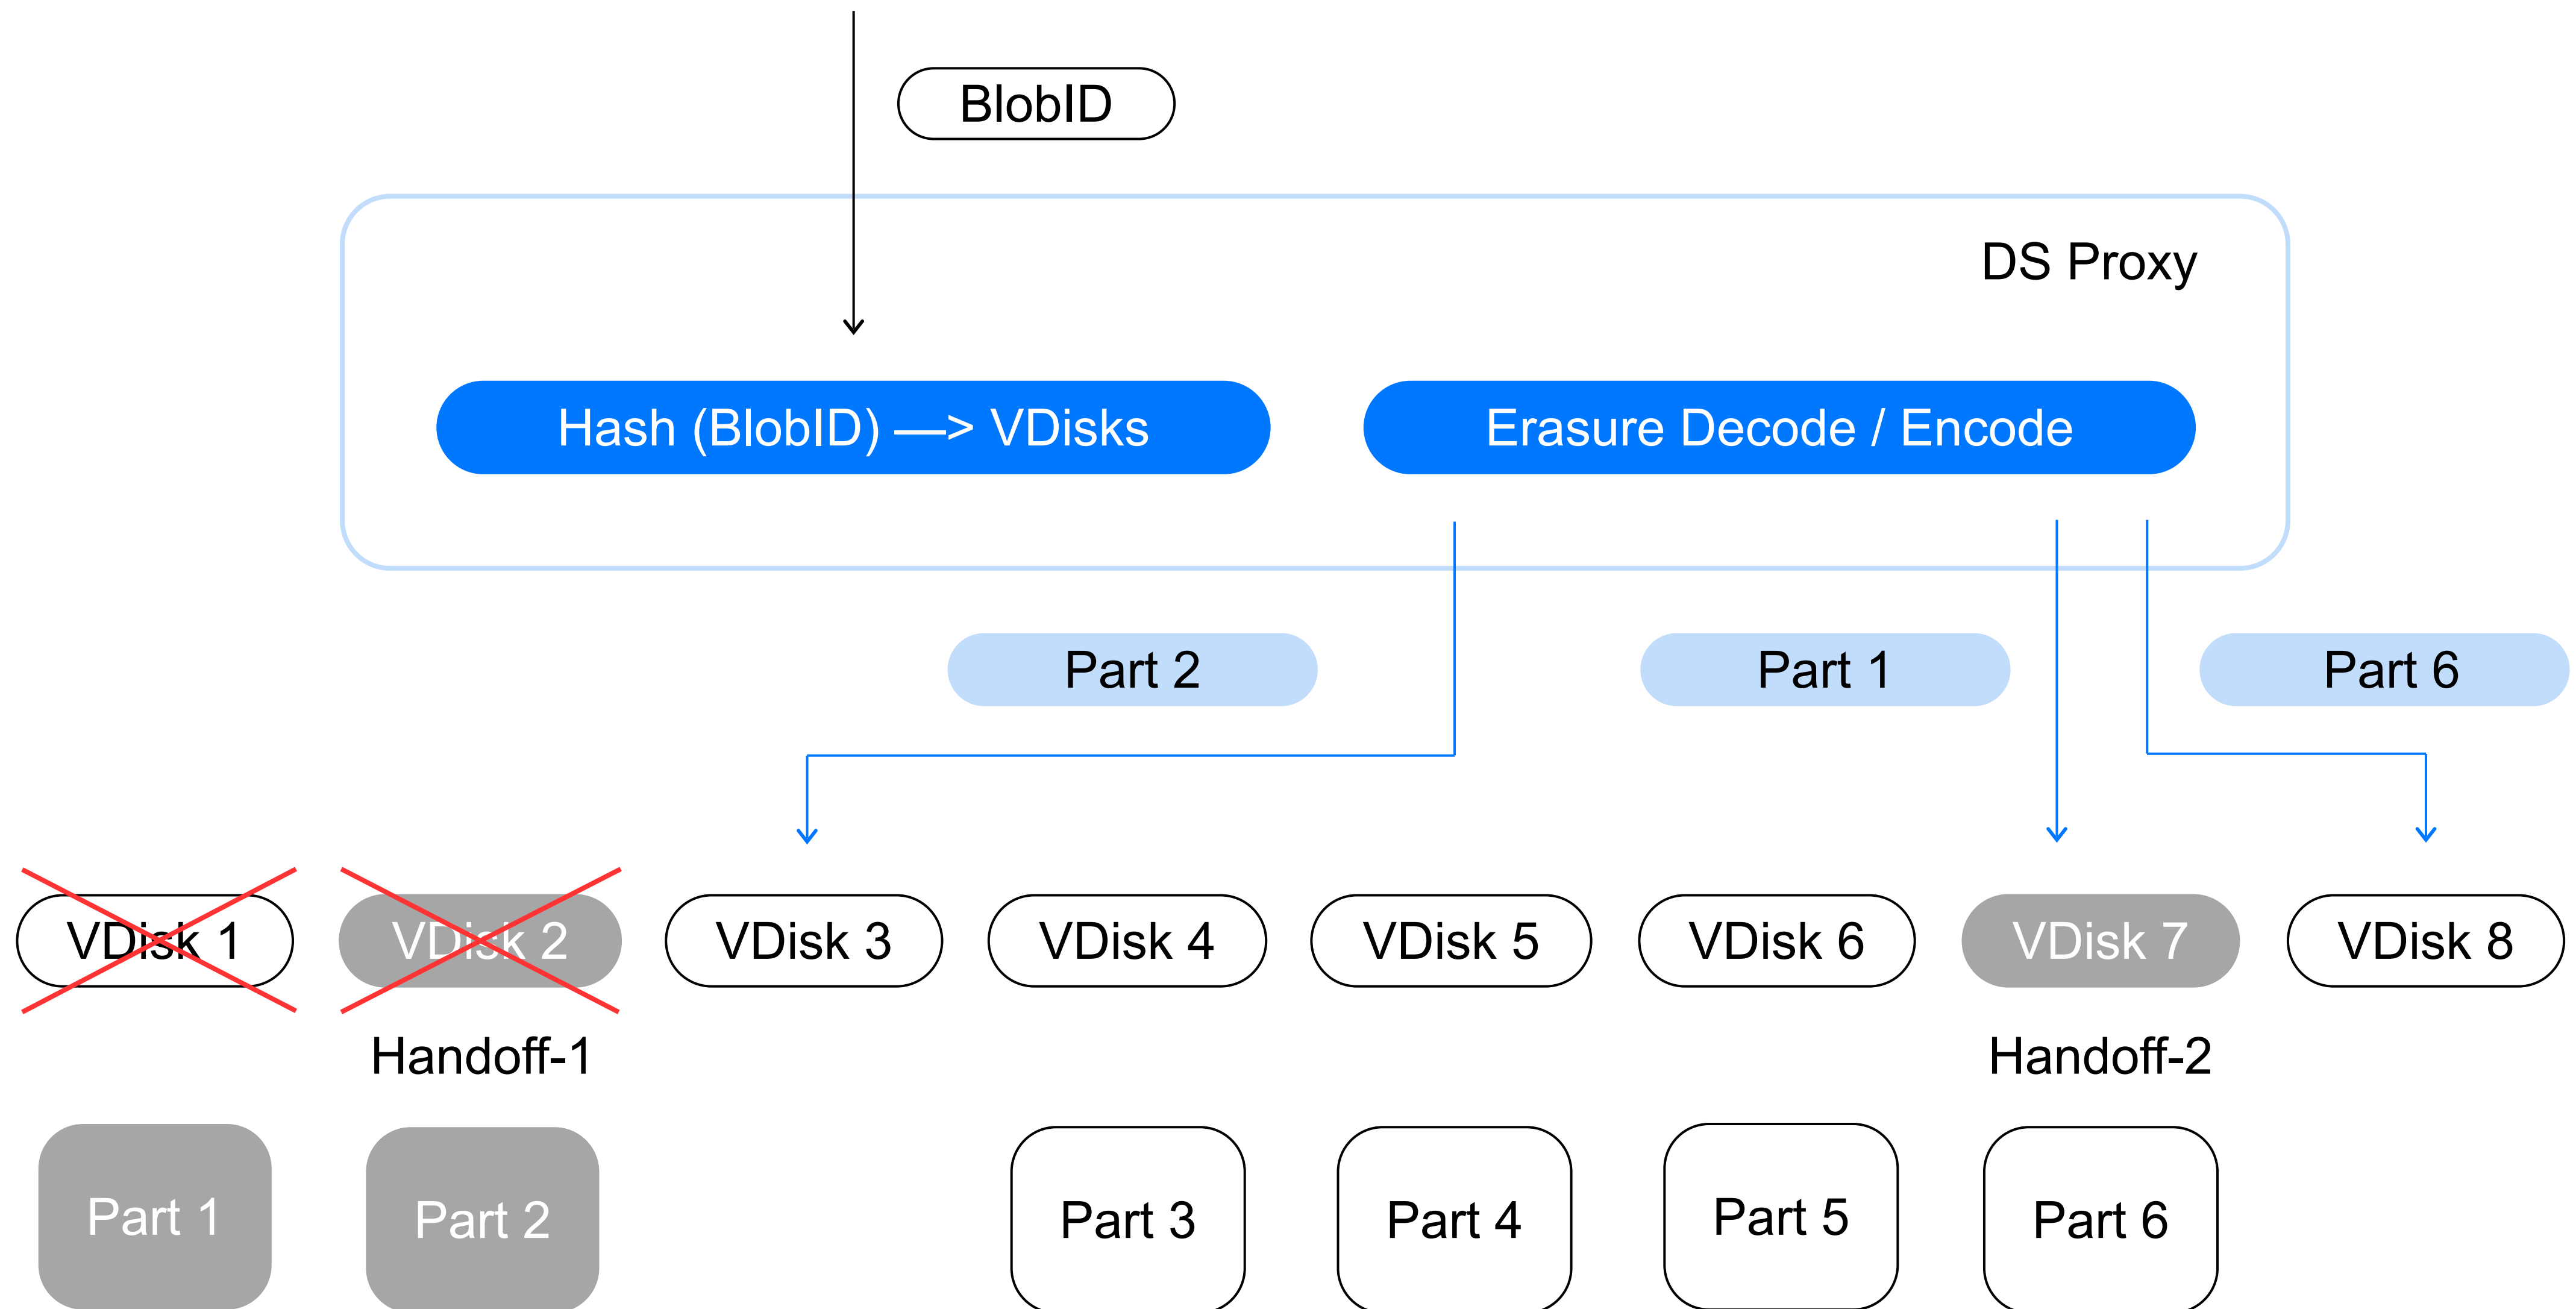 BlobID
DS Proxy
Hash (BlobID) —> VDisks
Erasure Decode / Encode
Part 2
Part 1
Part 6
VDisk 1
VDisk 2
VDisk 3
VDisk 4
VDisk 5
VDisk 6
VDisk 7
VDisk 8
Handoff-1
Handoff-2
Part 1
Part 2
Part 3
Part 4
Part 5
Part 6